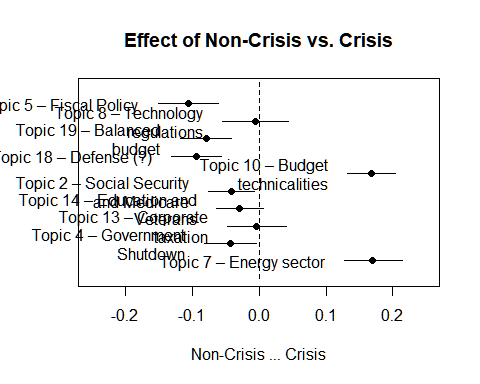 Effect of Non-Crisis vs. Crisis
pic 5 – Fiscal Policy
Topic 8 – Technology
regulations
Topic 19 – Balanced
budget
Topic 18 – Defense (?)
Topic 10 – Budget
technicalities
Topic 2 – Social Security
and Medicare
Topic 14 – Education and
Veterans
Topic 13 – Corporate
taxation
Topic 4 – Government
Shutdown
Topic 7 – Energy sector
-0.2 -0.1 0.0 0.1 0.2
Non-Crisis ... Crisis